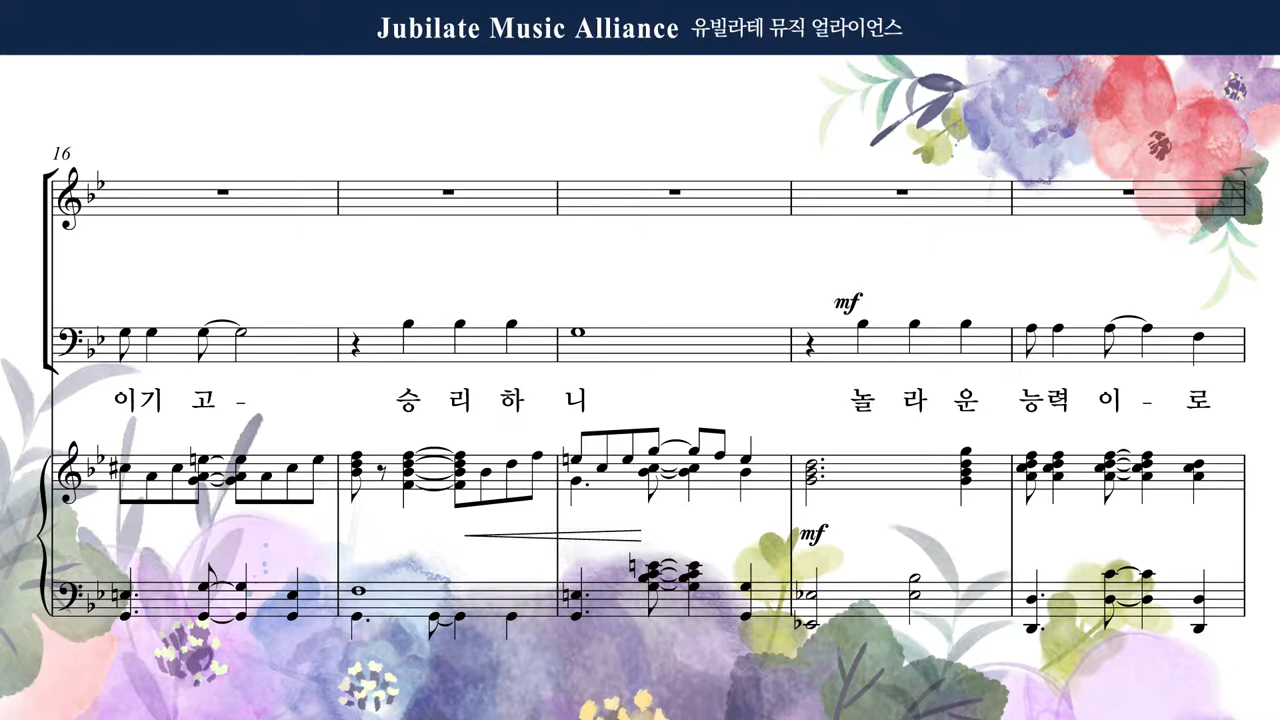 Jubilate Music Alliance 유빌라테 뮤직 얼라이언스
16
mf
이기 고 - 승 리 하 니 놀 라 운 능력 이 - 로
mf